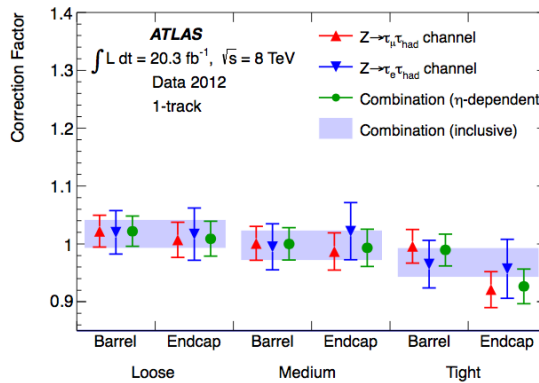 ATLAS
∫ L dt = 20.3 fb⁻¹, √s = 8 TeV
Data 2012
1-track
Z→τμτhad channel
Z→τeτhad channel
Combination (η-dependent
Combination (inclusive)
Correction Factor
1.4
1.3
1.2
1.1
1
0.9
Barrel Endcap Barrel Endcap Barrel Endcap
Loose Medium Tight